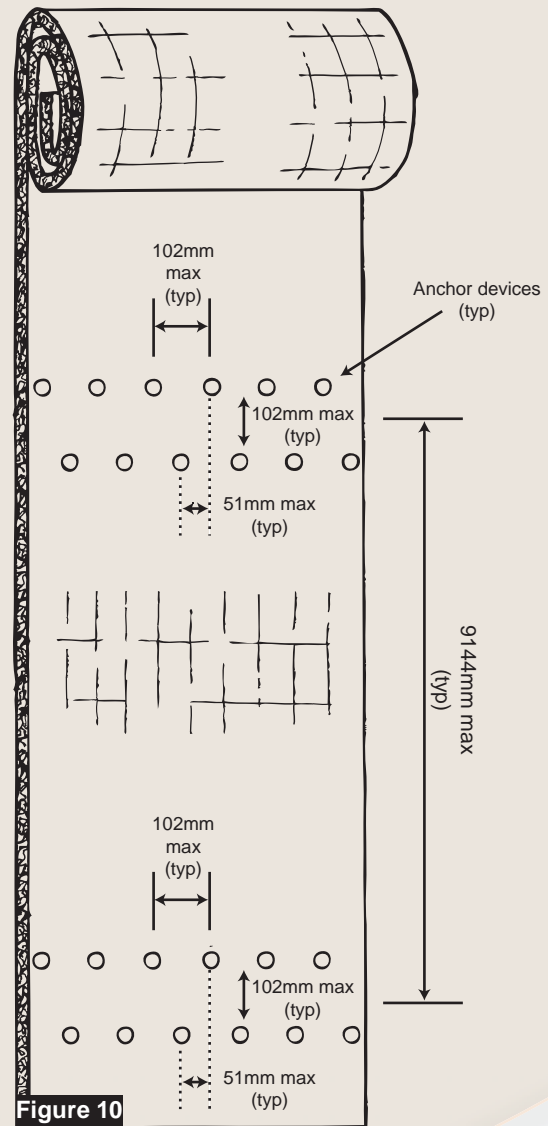 102mm
max
(typ)
Anchor devices
(typ)
102mm max
(typ)
51mm max
(typ)
9144mm max
(typ)
102mm
max
(typ)
102mm max
(typ)
51mm max
(typ)
Figure 10